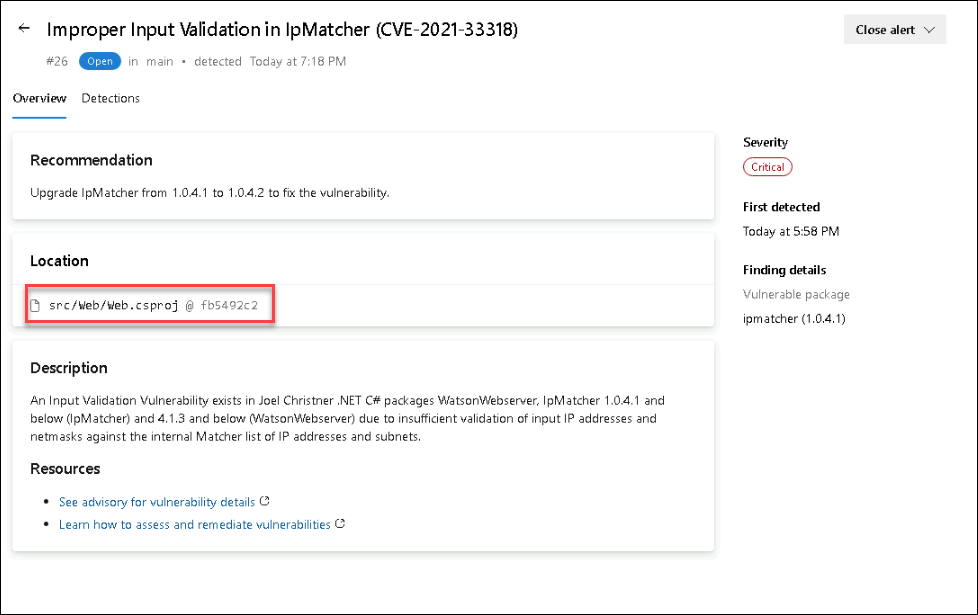 Improper Input Validation in IpMatcher (CVE-2021-33318)
Close alert
#26 Open in main • detected Today at 7:18 PM
Overview Detections
Recommendation
Upgrade IpMatcher from 1.0.4.1 to 1.0.4.2 to fix the vulnerability.
Location
src/Web/Web.csproj @ fb5492c2
Description
An Input Validation Vulnerability exists in Joel Christner .NET C# packages WatsonWebserver, IpMatcher 1.0.4.1 and
below (IpMatcher) and 4.1.3 and below (WatsonWebserver) due to insufficient validation of input IP addresses and
netmasks against the internal Matcher list of IP addresses and subnets.
Resources
• See advisory for vulnerability details
• Learn how to assess and remediate vulnerabilities
Severity
Critical
First detected
Today at 5:58 PM
Finding details
Vulnerable package
ipmatcher (1.0.4.1)